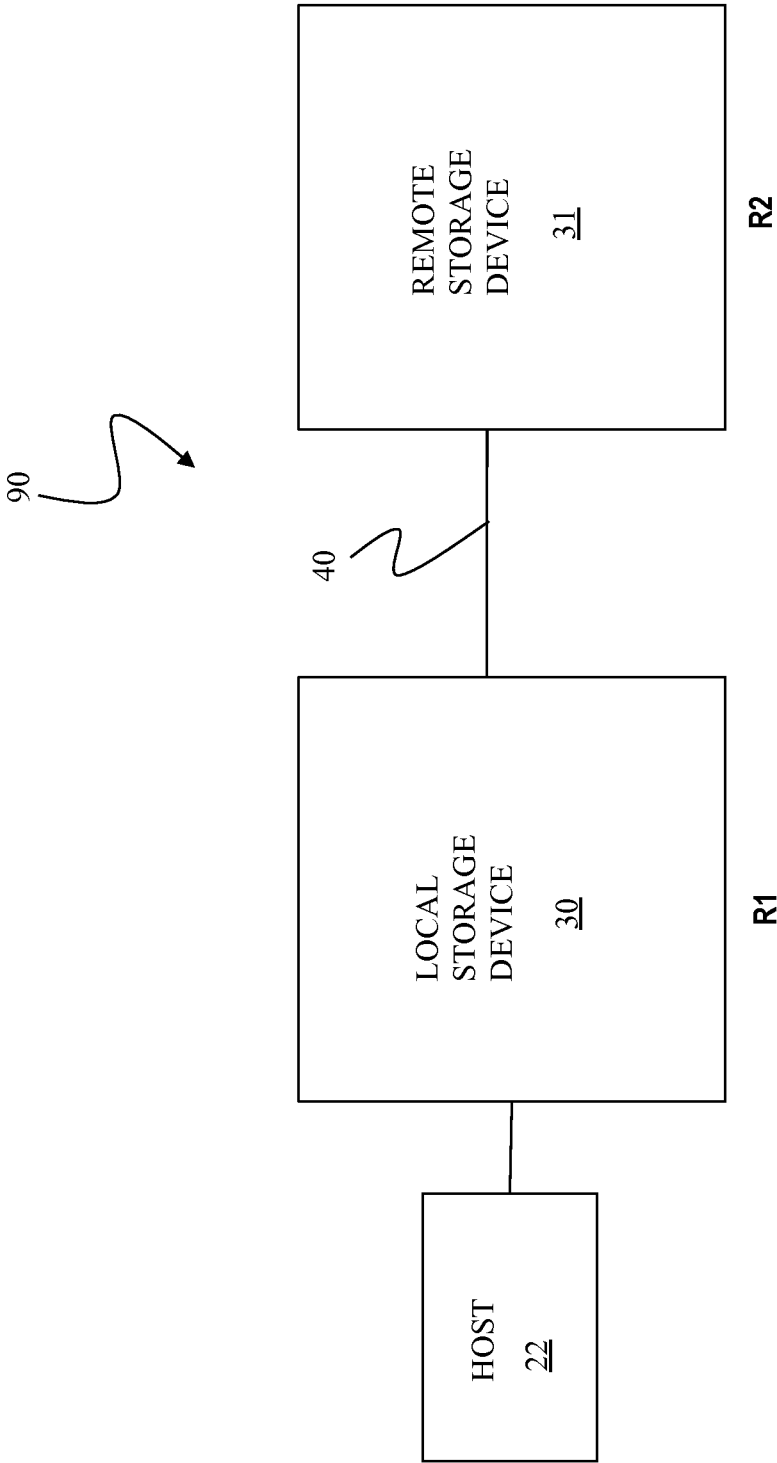 90
40
HOST
22
LOCAL
STORAGE
DEVICE
30
REMOTE
STORAGE
DEVICE
31
R1
R2